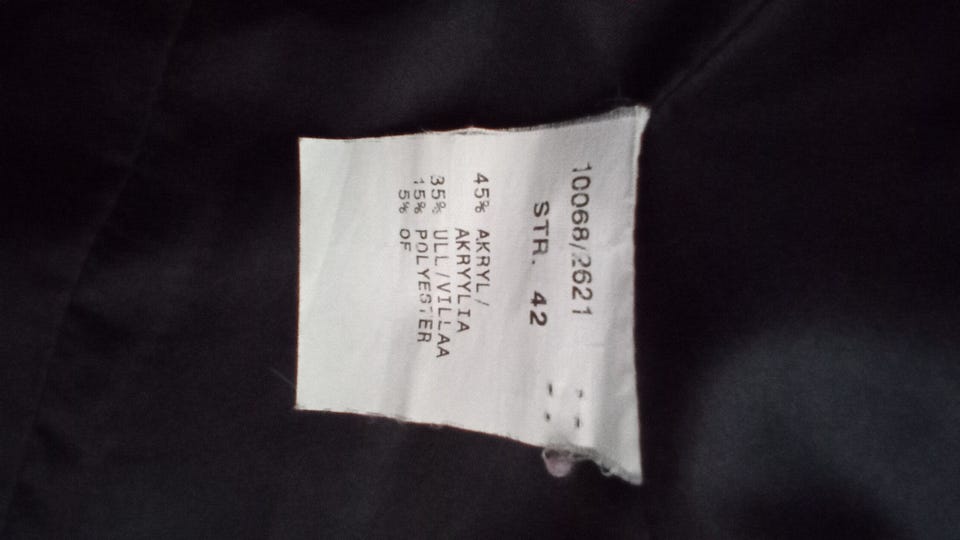 10068/2621
STR. 42
45% AKRYL/
AKRYYLIA
35% ULL/VILLAA
15% POLYESTER
5% OF